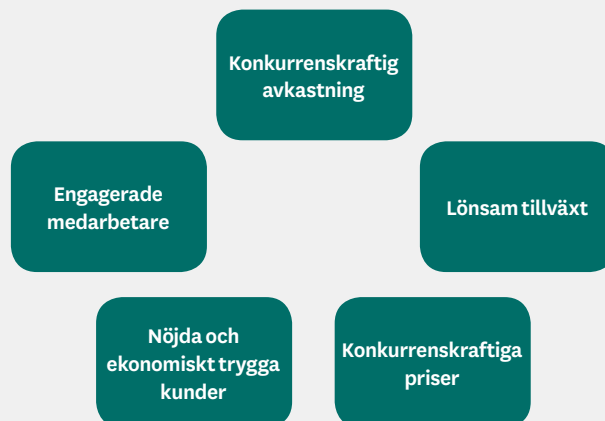 Konkurrenskraftig
avkastning
Engagerade
medarbetare
Lönsam tillväxt
Nöjda och
ekonomiskt trygga
kunder
Konkurrenskraftiga
priser